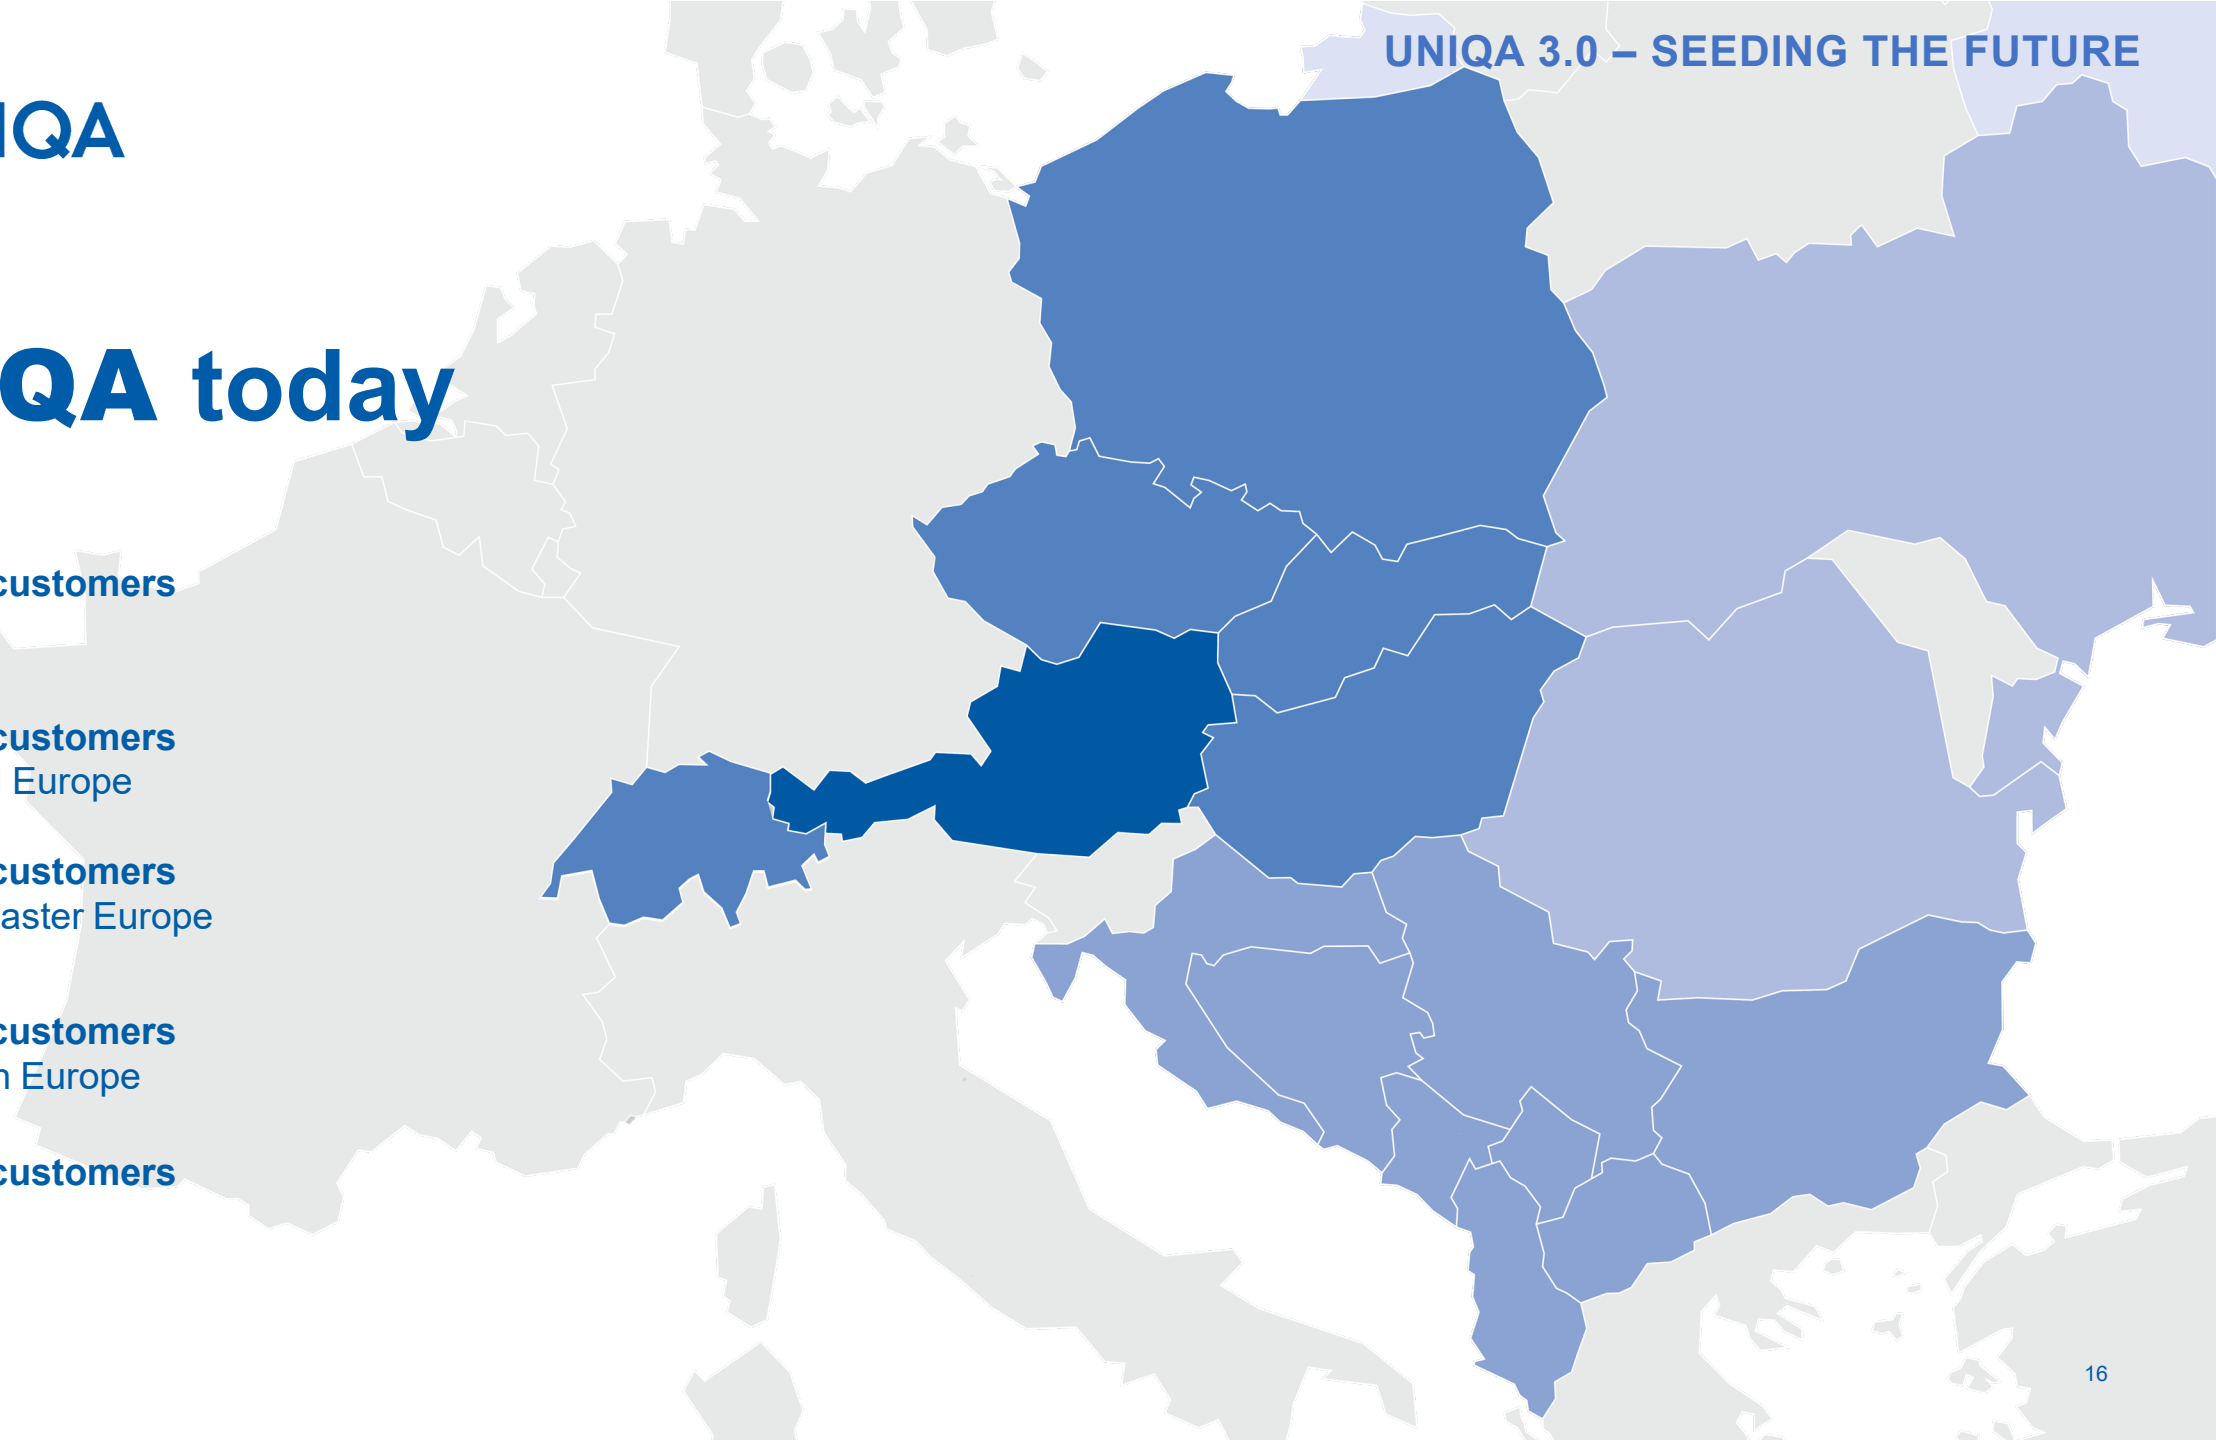 UNIQA 3.0 – SEEDING THE FUTURE
IQA
QA today
customers
customers
Europe
customers
aster Europe
customers
n Europe
customers
16